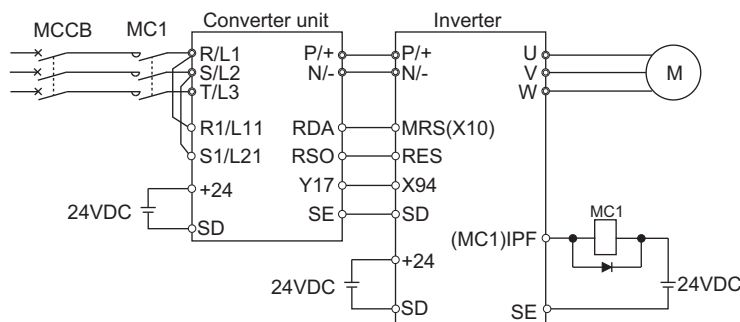 Converter unit
Inverter
MCCB
MC1
R/L1
S/L2
T/L3
R1/L11
S1/L21
+24
SD
24VDC
P/+
N/-
RDA
RSO
Y17
SE
P/+
N/-
MRS(X10)
RES
X94
SD
+24
SD
24VDC
U
V
W
M
(MC1)IPF
SE
MC1
24VDC